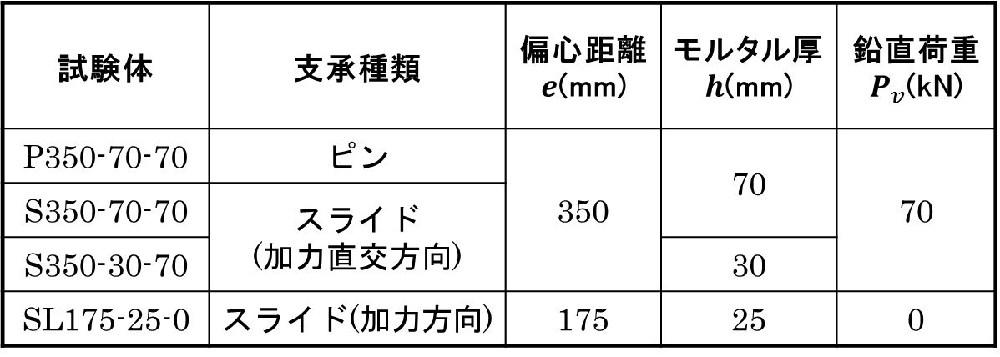 試験体 支承種類 偏心距離 モルタル厚 鉛直荷重
e(mm) h(mm) Pv(kN)
P350-70-70 ピン
70
S350-70-70 スライド 350 70
(加力直交方向)
S350-30-70 30
SL175-25-0 スライド(加力方向) 175 25 0